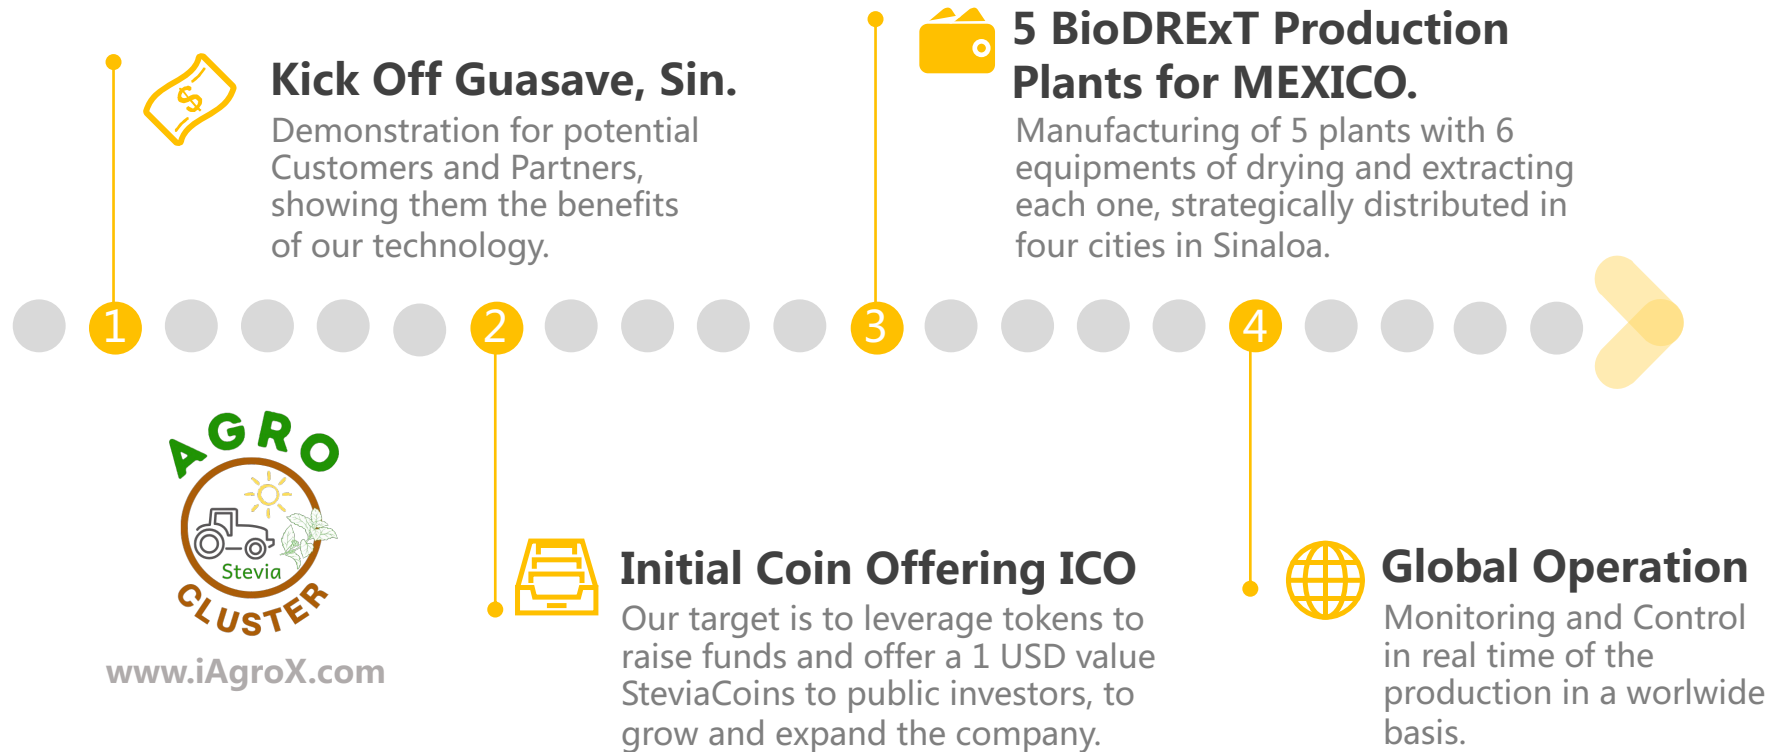 Kick Off Guasave, Sin.
Demonstration for potential
Customers and Partners,
showing them the benefits
of our technology.
5 BioDRExT Production
Plants for MEXICO.
Manufacturing of 5 plants with 6
equipments of drying and extracting
each one, strategically distributed in
four cities in Sinaloa.
1
2
3
4
AGRO
Stevia
CLUSTER
www.iAgroX.com
Initial Coin Offering ICO
Our target is to leverage tokens to
raise funds and offer a 1 USD value
SteviaCoins to public investors, to
grow and expand the company.
Global Operation
Monitoring and Control
in real time of the
production in a worlwide
basis.
$